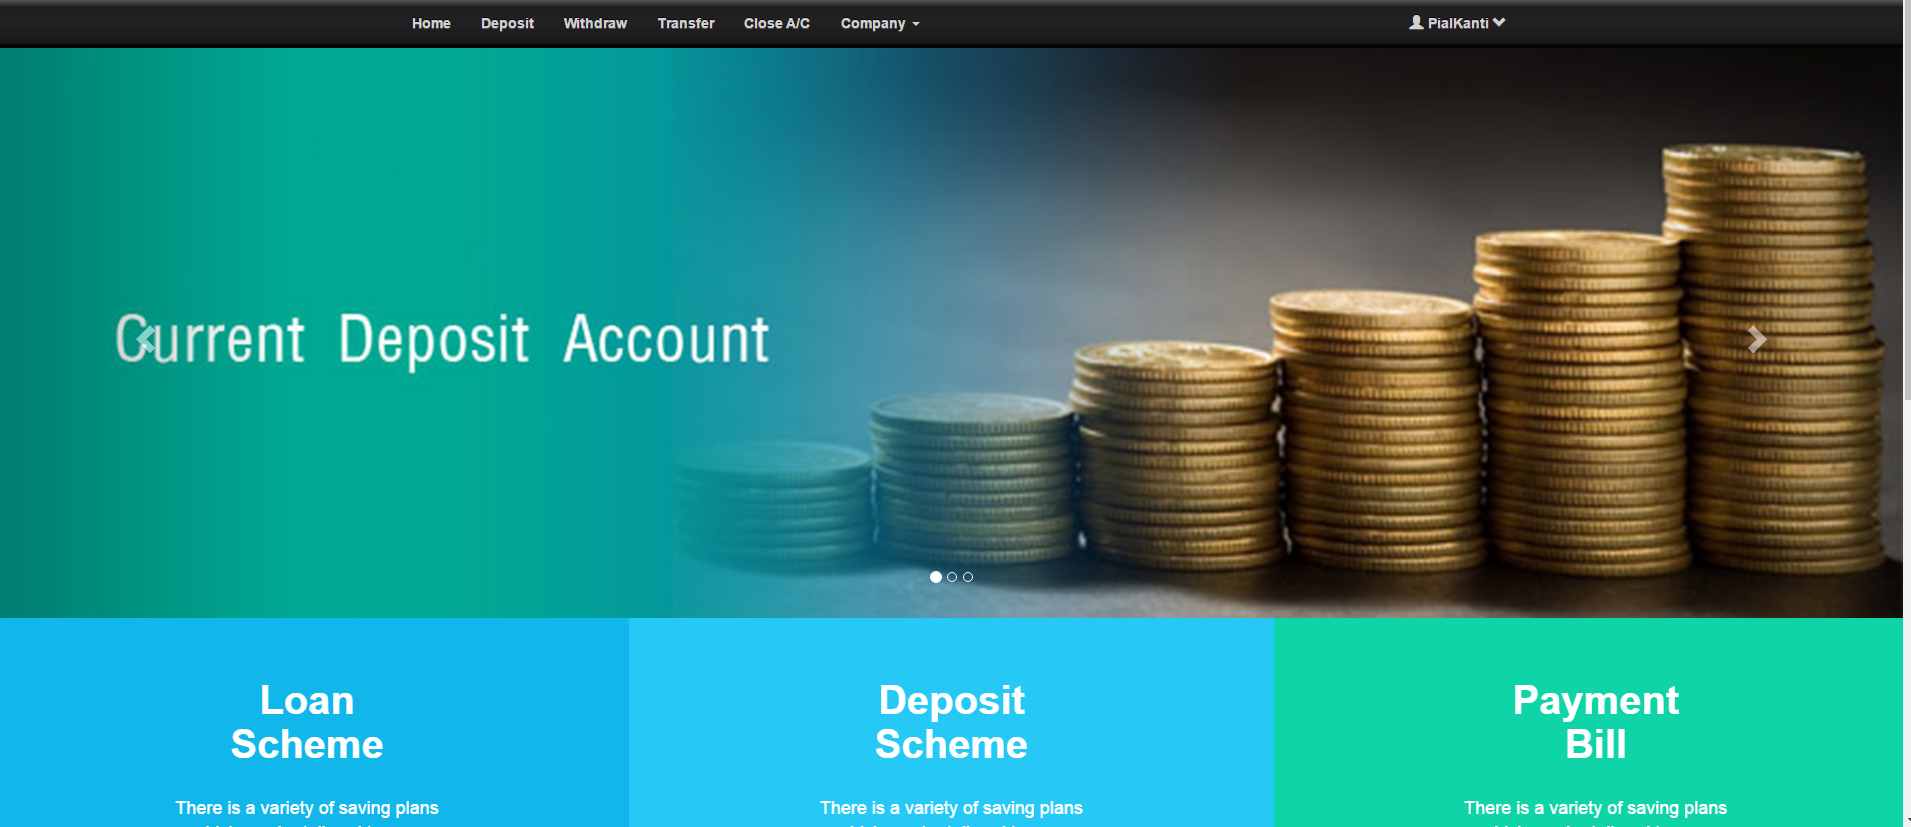 Home Deposit Withdraw Transfer Close A/C Company PialKanti
Current Deposit Account
Loan
Scheme
There is a variety of saving plans
Deposit
Scheme
There is a variety of saving plans
Payment
Bill
There is a variety of saving plans